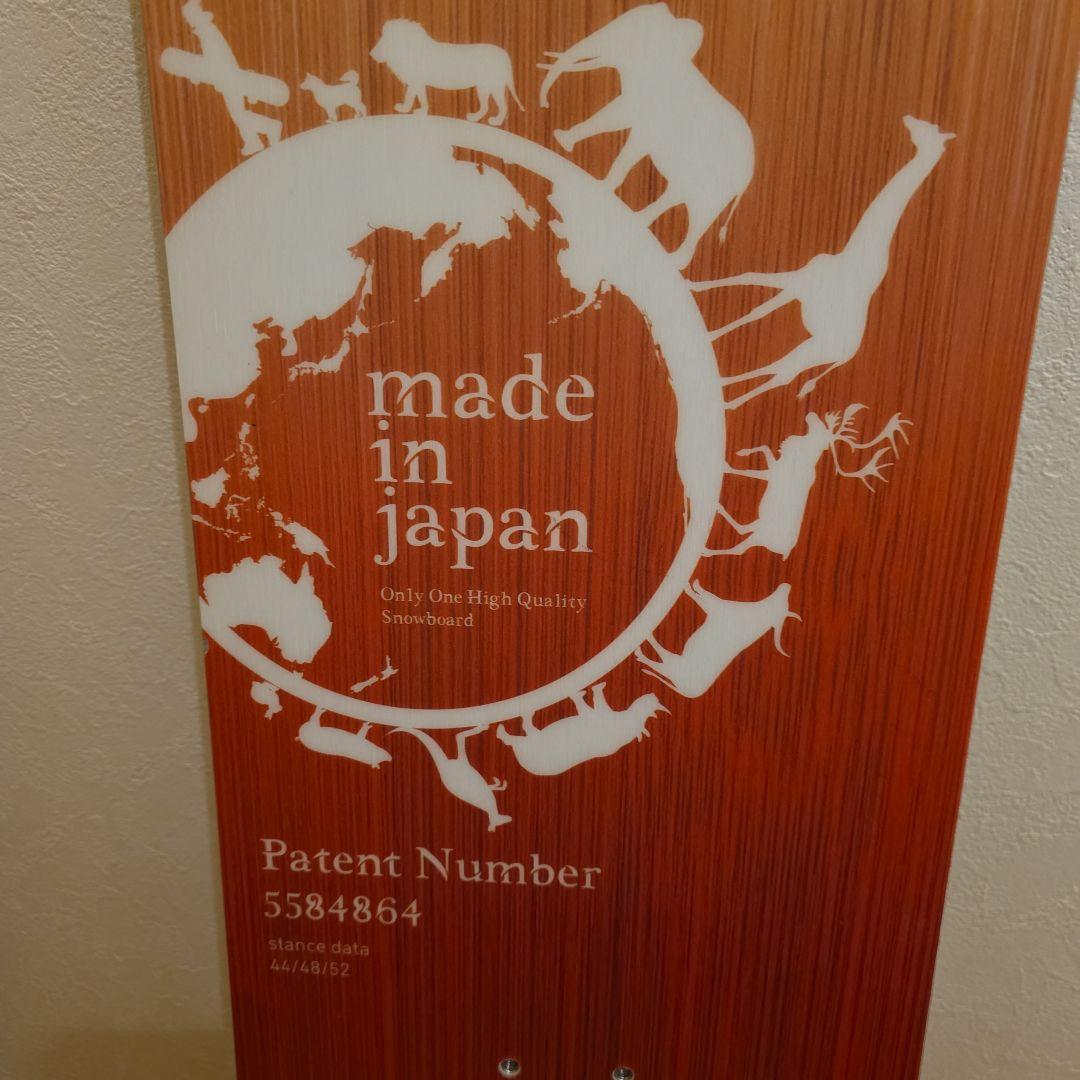 made
in
japan
Only One High Quality
Snowboard
Patent Number
5584864
stance data
44/48/52